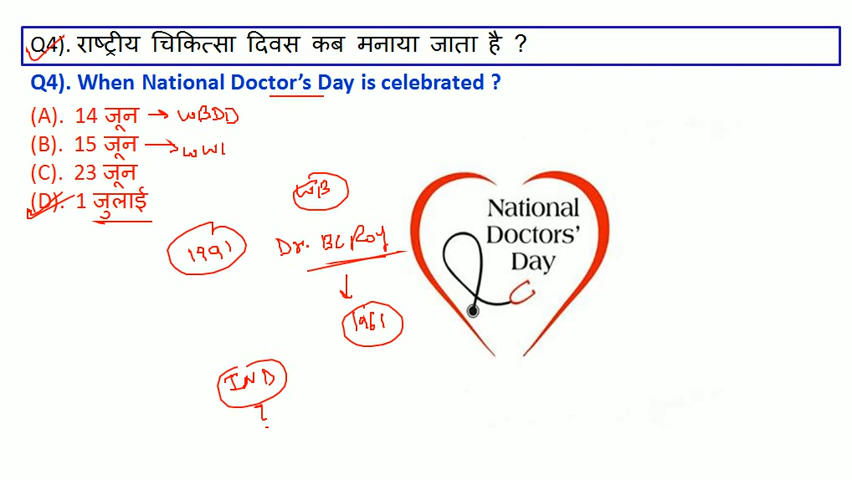 Q4). राष्ट्रीय चिकित्सा दिवस कब मनाया जाता है ?
Q4). When National Doctor's Day is celebrated ?
(A). 14 जून → WBDD
(B). 15 जून → WWI
(C). 23 जून
(D). 1 जुलाई
WB
1991
Dr. BC Roy
1961
IND
?
National
Doctors'
Day